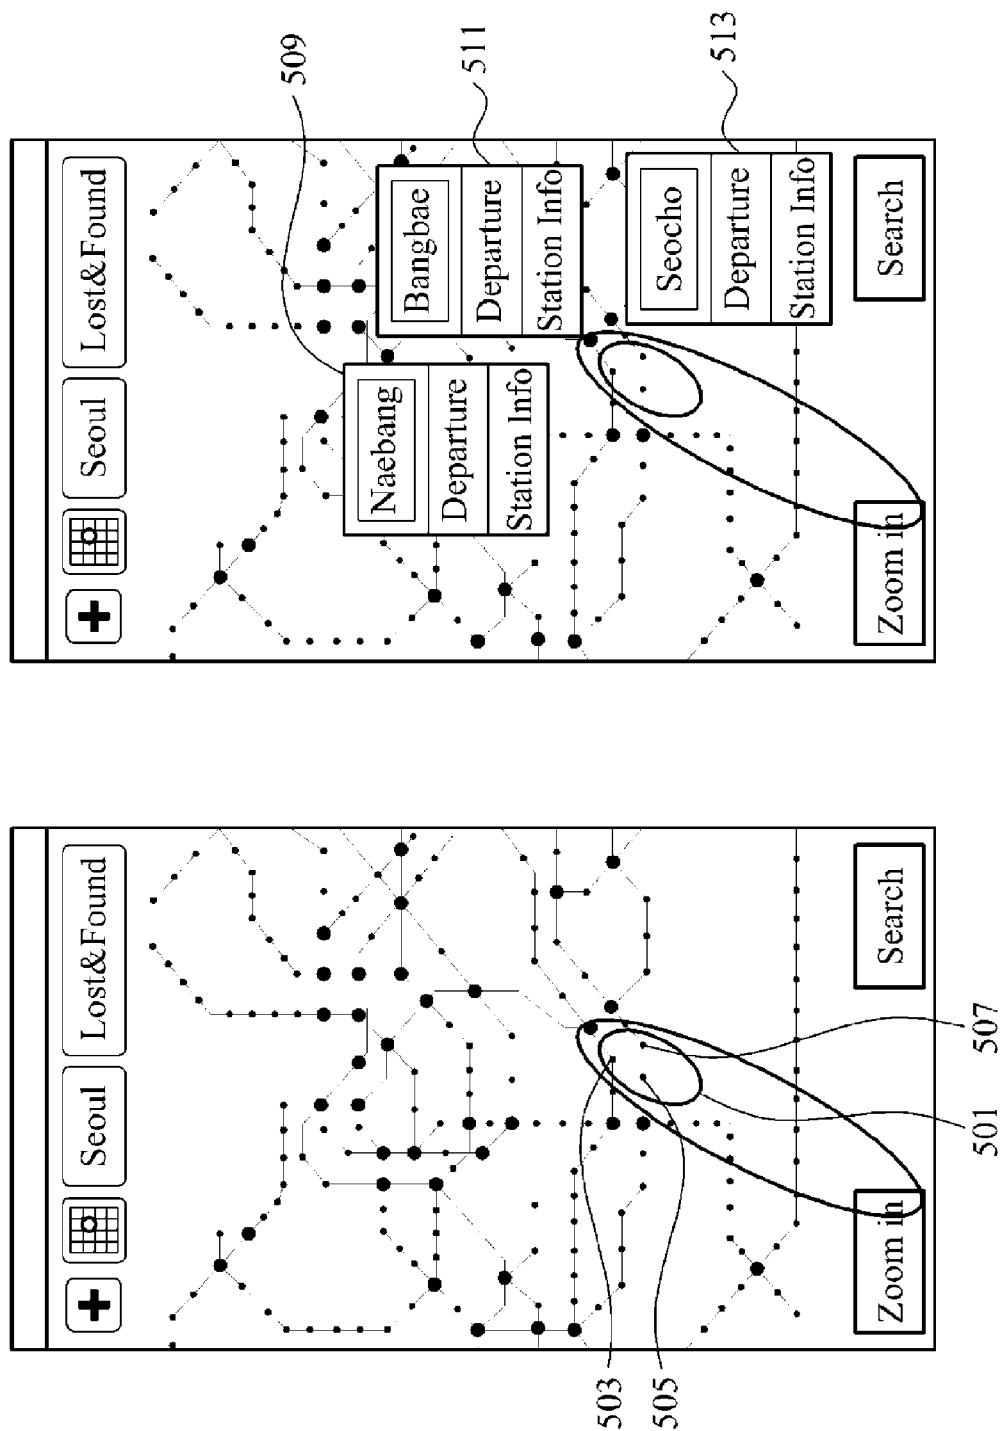 Seoul
Lost&Found
503
505
Zoom in
Search
501
507
Seoul
Lost&Found
509
Naebang
Departure
Station Info
Bangbae
Departure
Station Info
511
Seocho
Departure
Station Info
513
Zoom in
Search